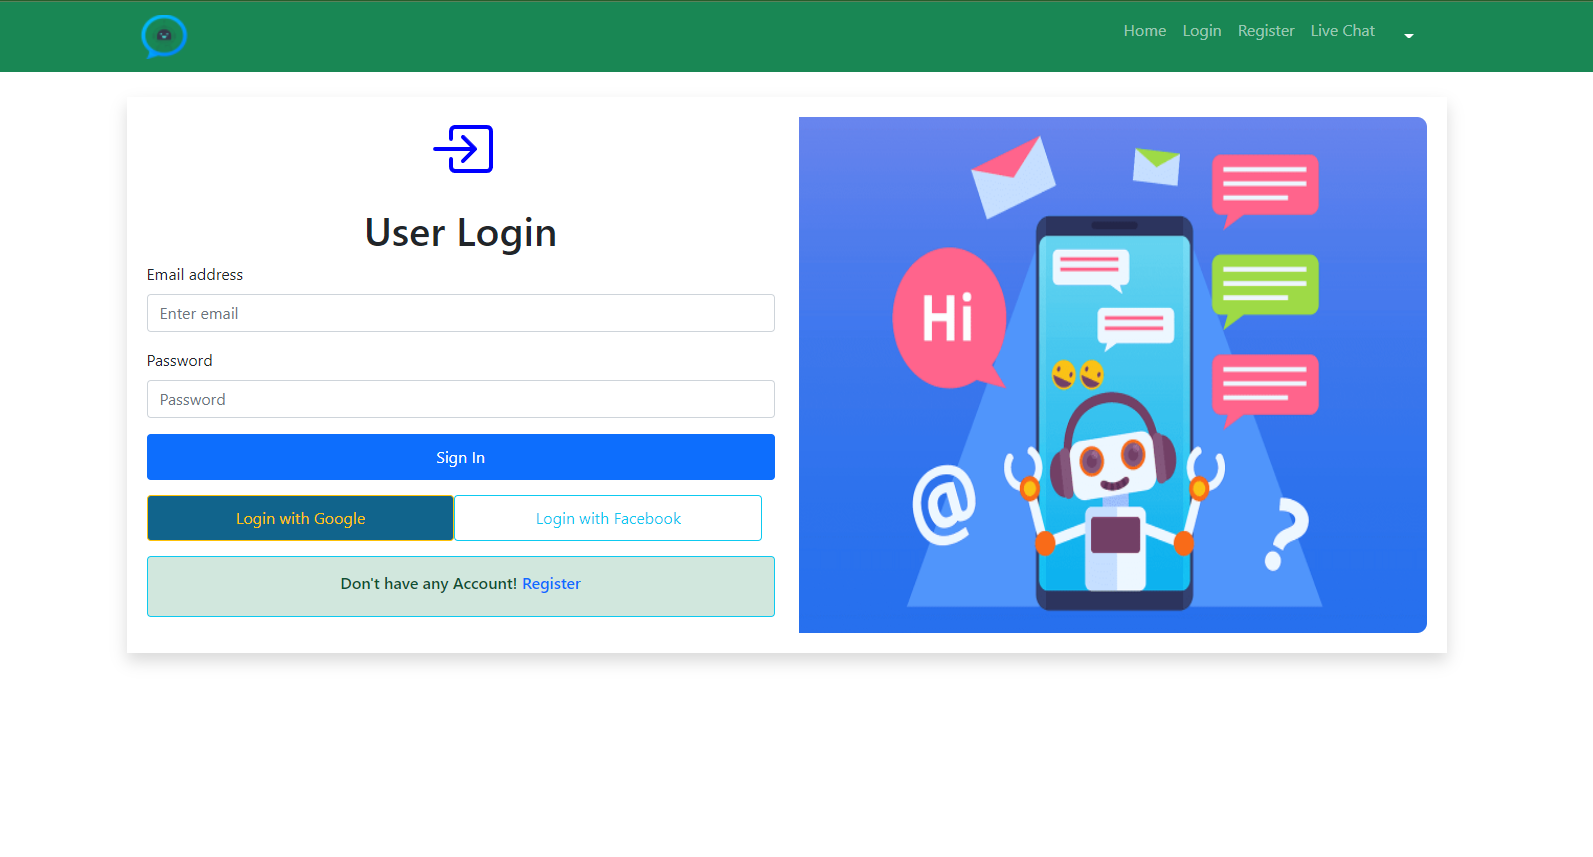 Home Login Register Live Chat
User Login
Email address
Enter email
Password
Password
Sign In
Login with Google Login with Facebook
Don't have any Account! Register
Hi
@
?